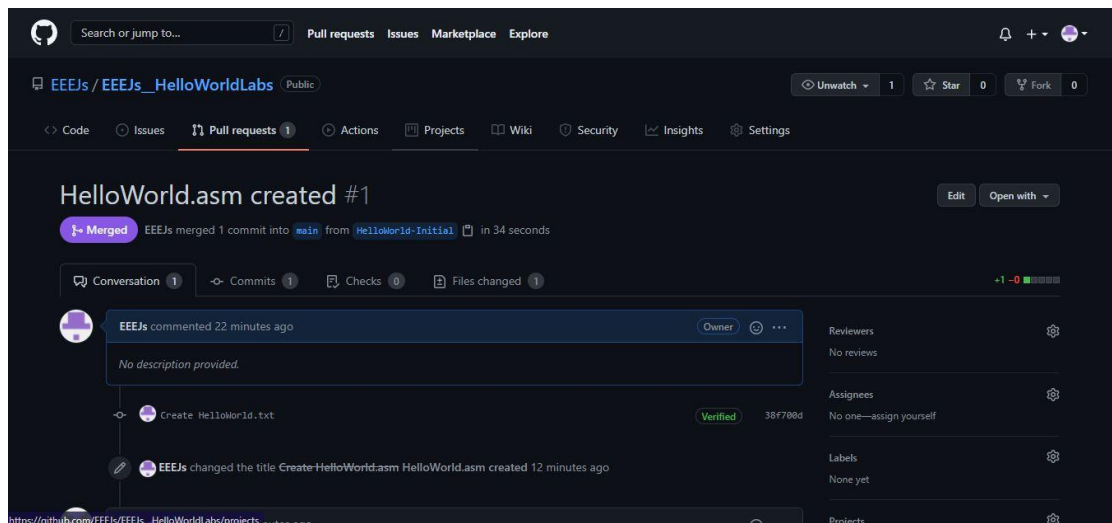 Search or jump to... / Pull requests Issues Marketplace Explore
EEEJs / EEEJs__HelloWorldLabs Public Unwatch 1 Star 0 Fork 0
Code Issues Pull requests 1 Actions Projects Wiki Security Insights Settings
HelloWorld.asm created #1 Edit Open with
Merged EEEJs merged 1 commit into main from HelloWorld-Initial in 34 seconds
Conversation 1 Commits 1 Checks 0 Files changed 1 +1 −0
EEEJs commented 22 minutes ago Owner ...
No description provided.
Reviewers
No reviews
Create HelloWorld.txt Verified 38f700d
Assignees
No one—assign yourself
EEEJs changed the title Create HelloWorld.asm HelloWorld.asm created 12 minutes ago
Labels
None yet
https://github.com/EEEJs/EEEJs__HelloWorldLabs/projects
ago
Projects